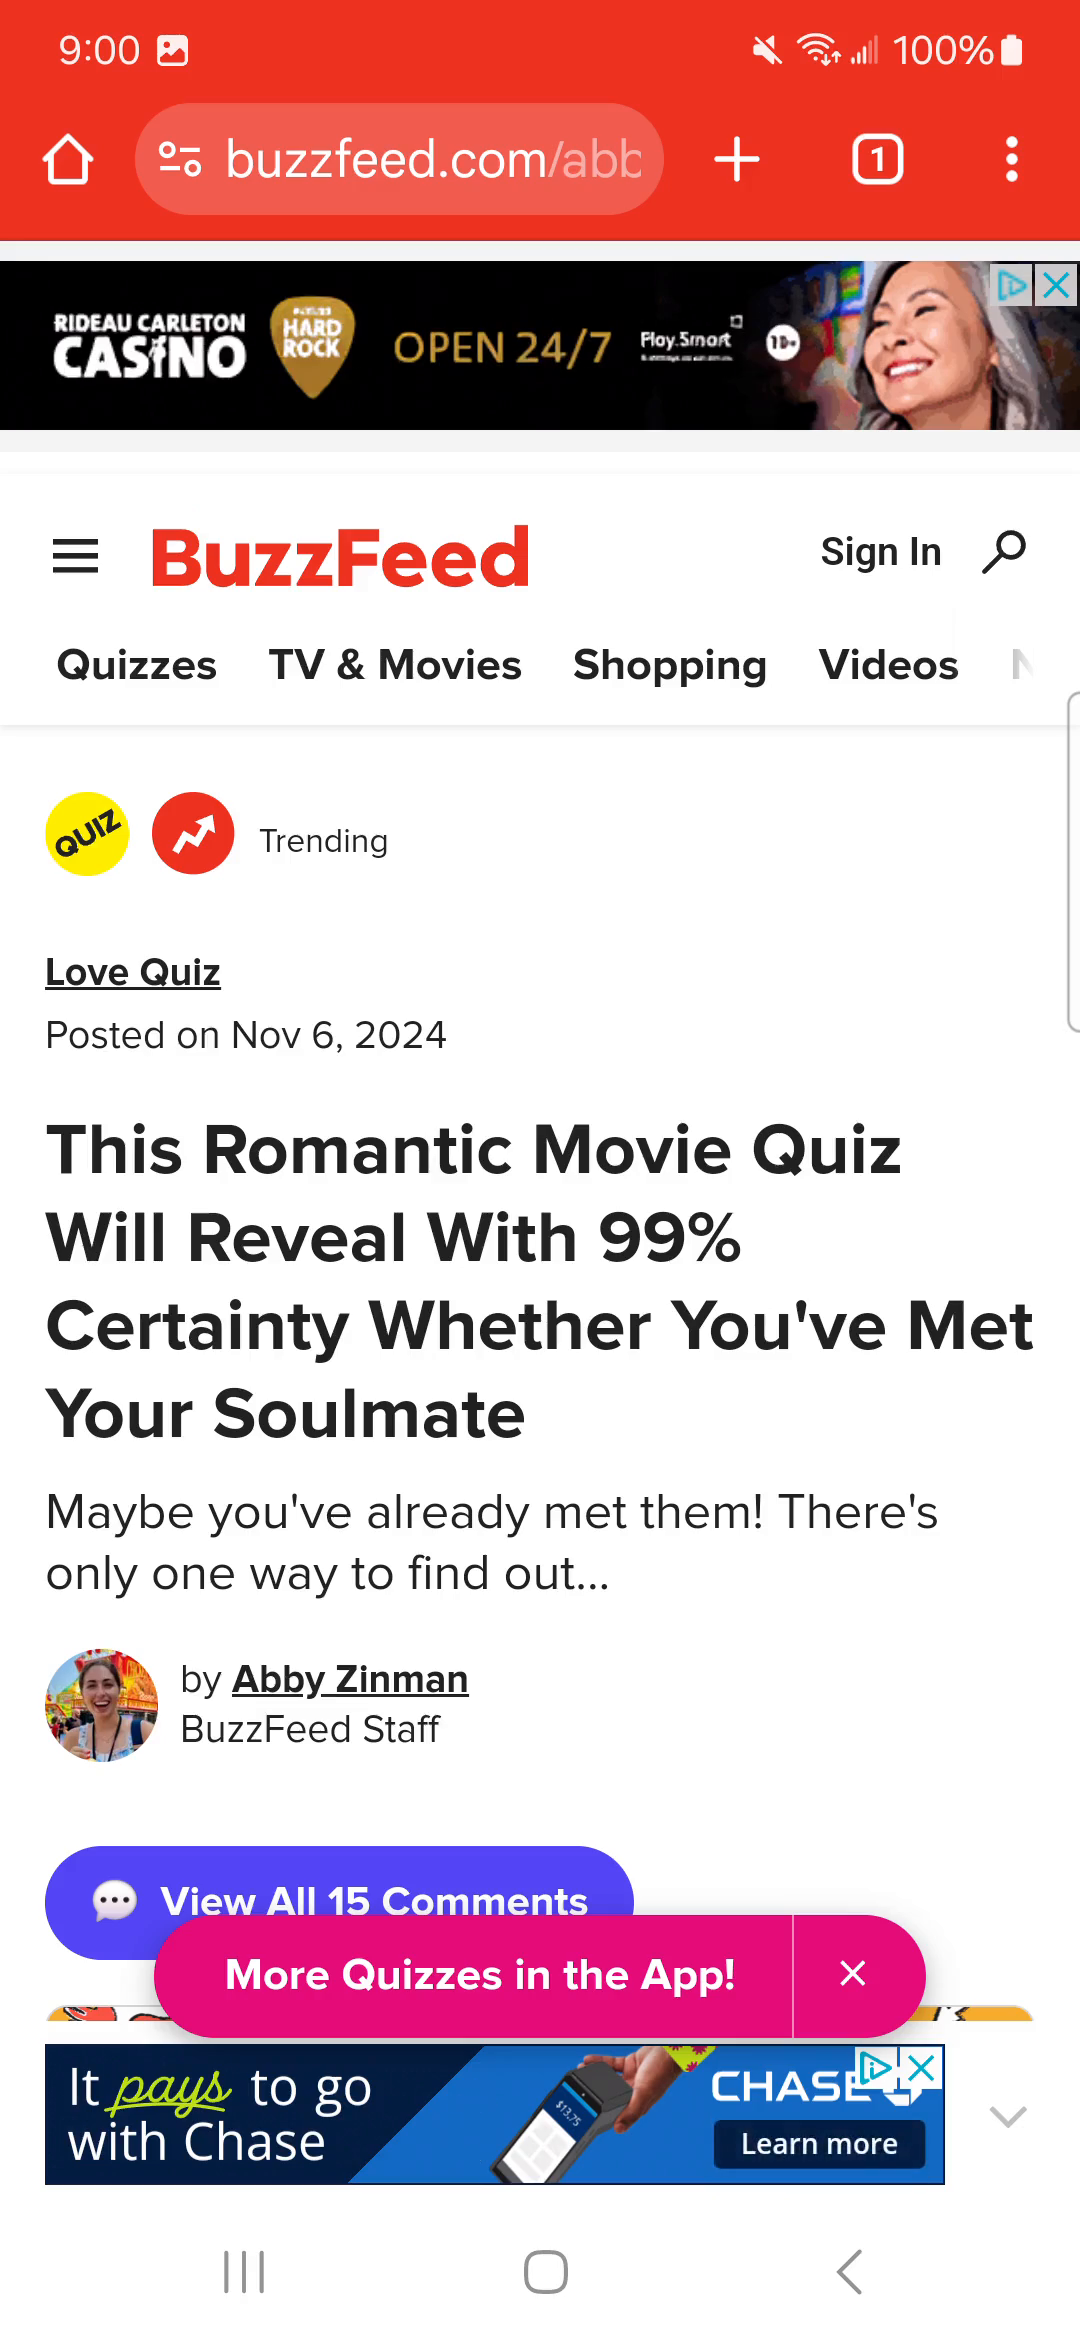 9:00
100%
buzzfeed.com/abb
1
RIDEAU CARLETON
CASINO
HARD
ROCK
OPEN 24/7
Play.Smart
BuzzFeed
Sign In
Quizzes TV & Movies Shopping Videos
QUIZ
Trending
Love Quiz
Posted on Nov 6, 2024
This Romantic Movie Quiz
Will Reveal With 99%
Certainty Whether You've Met
Your Soulmate
Maybe you've already met them! There's
only one way to find out...
by Abby Zinman
BuzzFeed Staff
View All 15 Comments
More Quizzes in the App!
It pays to go
with Chase
$13.75
CHASE
Learn more